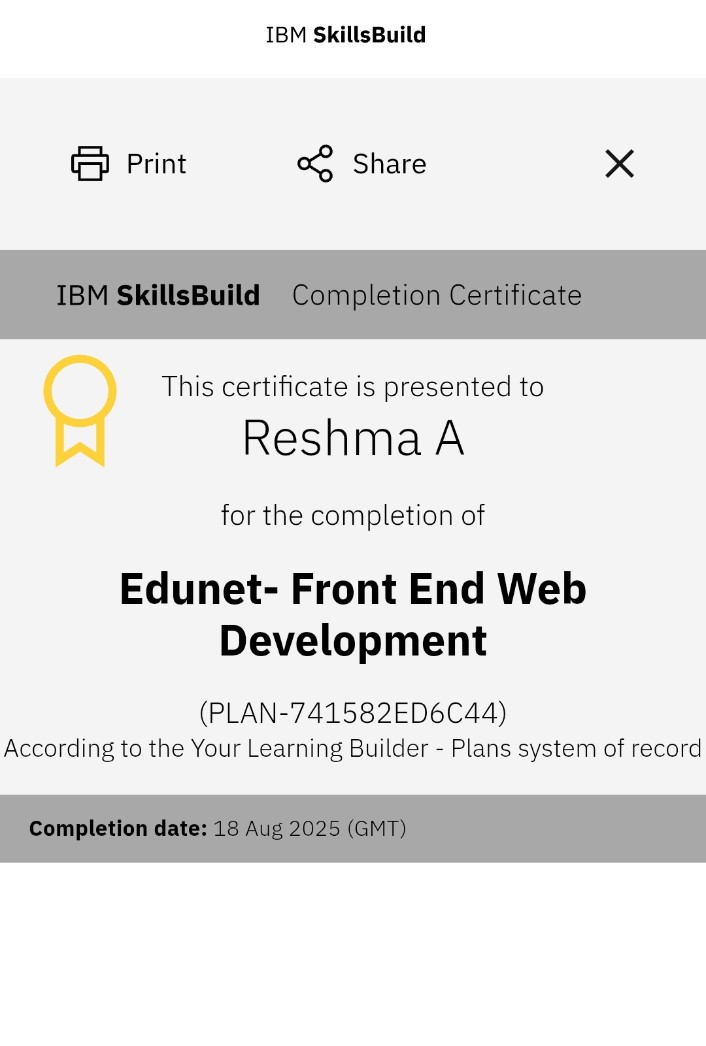 IBM SkillsBuild
Print
Share
IBM SkillsBuild Completion Certificate
This certificate is presented to
Reshma A
for the completion of
Edunet- Front End Web
Development
(PLAN-741582ED6C44)
According to the Your Learning Builder - Plans system of record
Completion date: 18 Aug 2025 (GMT)